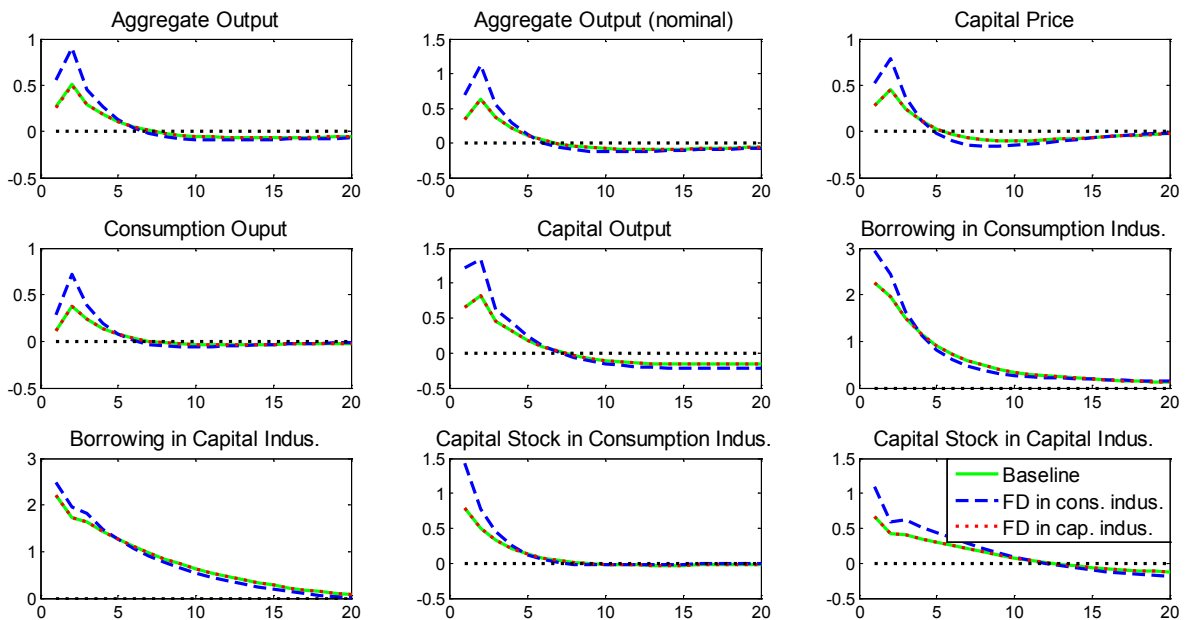 Aggregate Output
1
0.5
0
-0.5
0 5 10 15 20
Aggregate Output (nominal)
1.5
1
0.5
0
-0.5
0 5 10 15 20
Capital Price
1
0.5
0
-0.5
0 5 10 15 20
Consumption Ouput
1
0.5
0
-0.5
0 5 10 15 20
Capital Output
1.5
1
0.5
0
-0.5
0 5 10 15 20
Borrowing in Consumption Indus.
3
2
1
0
0 5 10 15 20
Borrowing in Capital Indus.
3
2
1
0
0 5 10 15 20
Capital Stock in Consumption Indus.
1.5
1
0.5
0
-0.5
0 5 10 15 20
Capital Stock in Capital Indus.
1.5
1
0.5
0
-0.5
0 5 10 15 20
Baseline
FD in cons. indus.
FD in cap. indus.